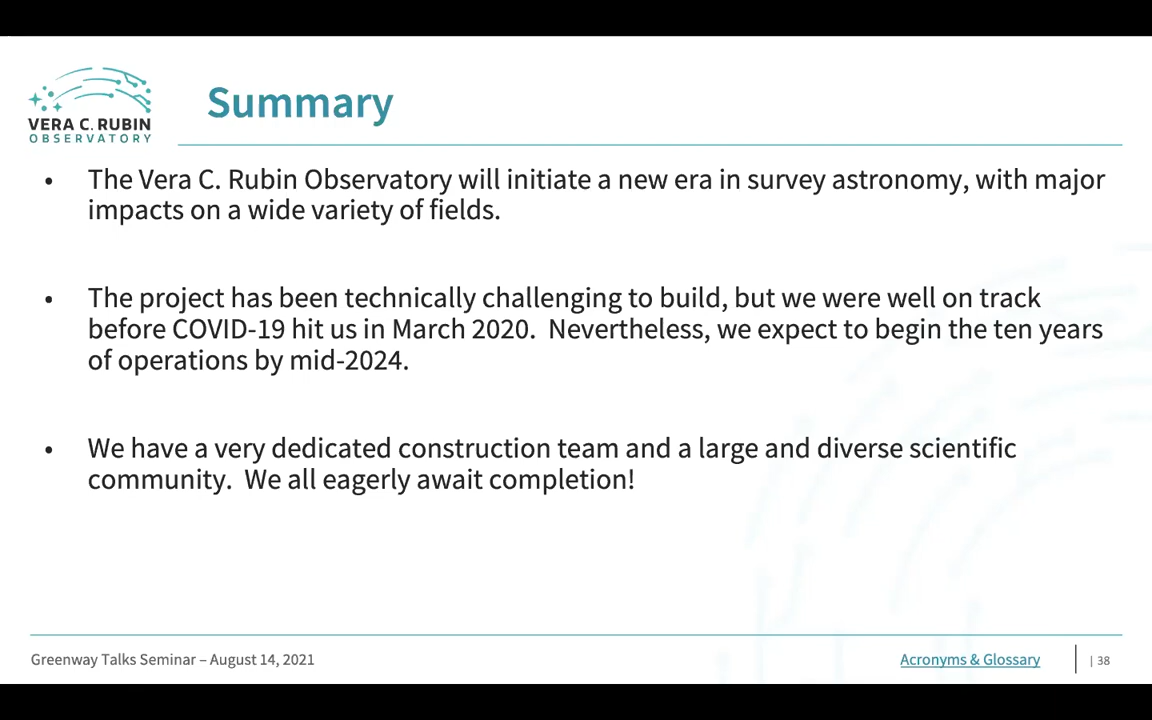 VERA C. RUBIN
OBSERVATORY
Summary
• The Vera C. Rubin Observatory will initiate a new era in survey astronomy, with major
impacts on a wide variety of fields.
• The project has been technically challenging to build, but we were well on track
before COVID-19 hit us in March 2020.  Nevertheless, we expect to begin the ten years
of operations by mid-2024.
• We have a very dedicated construction team and a large and diverse scientific
community.  We all eagerly await completion!
Greenway Talks Seminar – August 14, 2021
Acronyms & Glossary
| 38